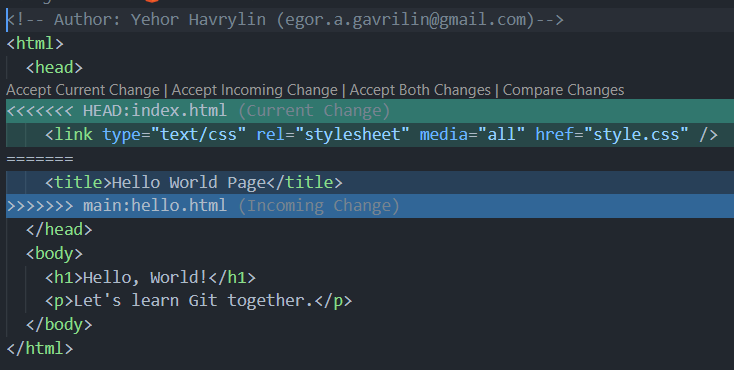 <!-- Author: Yehor Havrylin (egor.a.gavrilin@gmail.com)-->
<html>
  <head>
Accept Current Change | Accept Incoming Change | Accept Both Changes | Compare Changes
<<<<<<< HEAD:index.html (Current Change)
    <link type="text/css" rel="stylesheet" media="all" href="style.css" />
=======
    <title>Hello World Page</title>
>>>>>>> main:hello.html (Incoming Change)
  </head>
  <body>
    <h1>Hello, World!</h1>
    <p>Let's learn Git together.</p>
  </body>
</html>